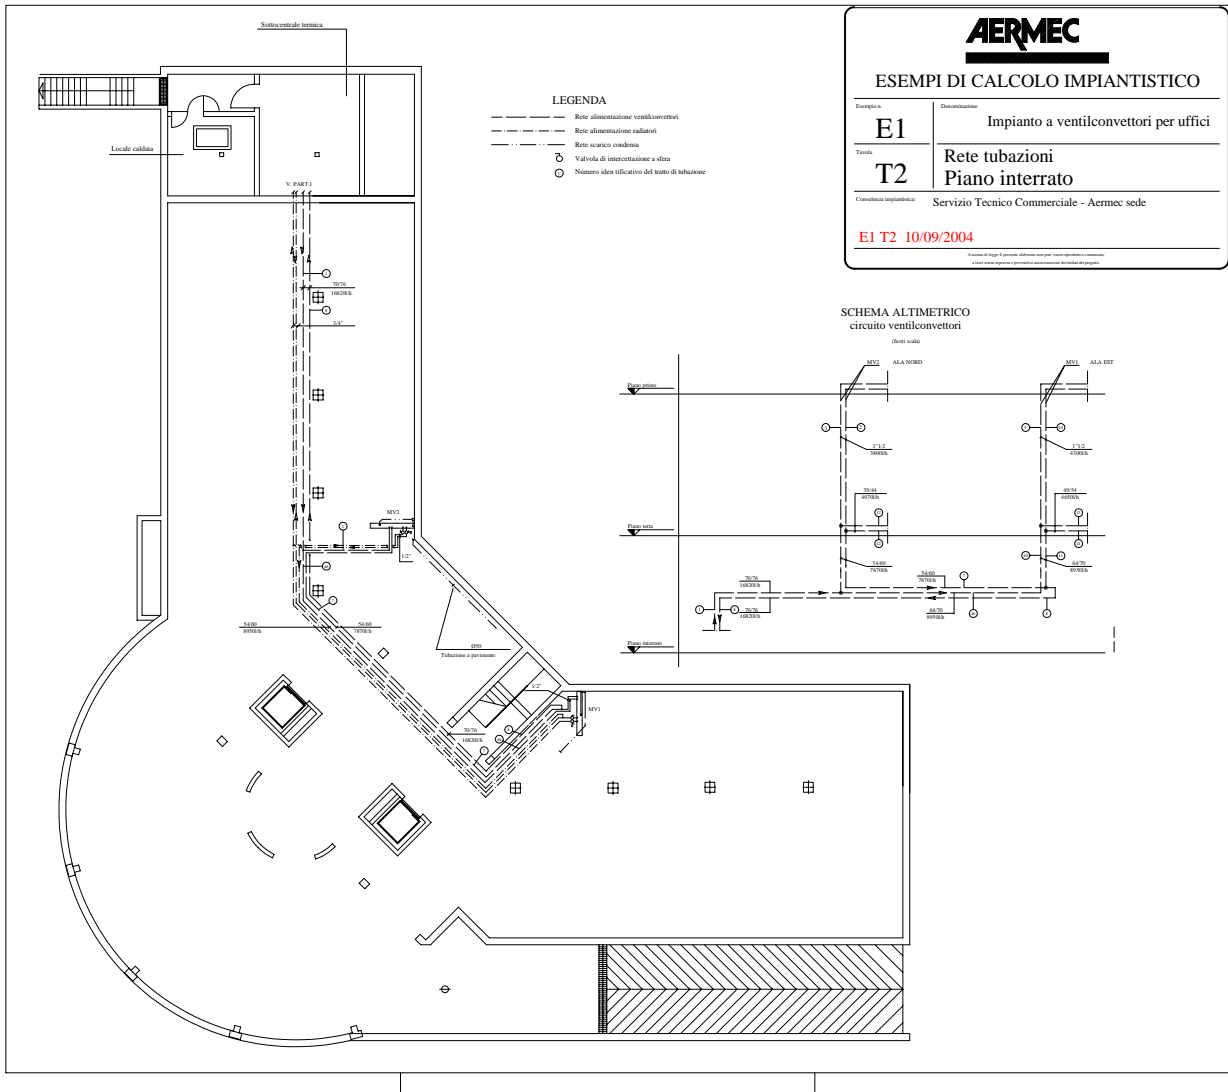 AERMEC
ESEMPI DI CALCOLO IMPIANTISTICO
Esempio n.
E1
Denominazione
Impianto a ventilconvettori per uffici
Tavola
T2
Rete tubazioni
Piano interrato
Consulenza impiantistica:
Servizio Tecnico Commerciale - Aermec sede
E1 T2 10/09/2004
Sottocentrale termica
Locale caldaia
V. PART.1
LEGENDA
Rete alimentazione ventilconvettori
Rete alimentazione radiatori
Rete scarico condensa
Valvola di intercettazione a sfera
Numero iden tificativo del tratto di tubazione
70/76
16820l/h
3/4"
MV2
1/2"
54/60
8950l/h
54/60
7870l/h
Ø50
Tubazione a pavimento
1/2"
MV1
70/76
16820l/h
SCHEMA ALTIMETRICO
circuito ventilconvettori
(fuori scala)
MV2
ALA NORD
MV1
ALA EST
Piano primo
1"1/2
3800l/h
1"1/2
4300l/h
39/44
4070l/h
49/54
4650l/h
Piano terra
54/60
7870l/h
64/70
8950l/h
70/76
16820l/h
54/60
7870l/h
70/76
16820l/h
64/70
8950l/h
Piano interrato